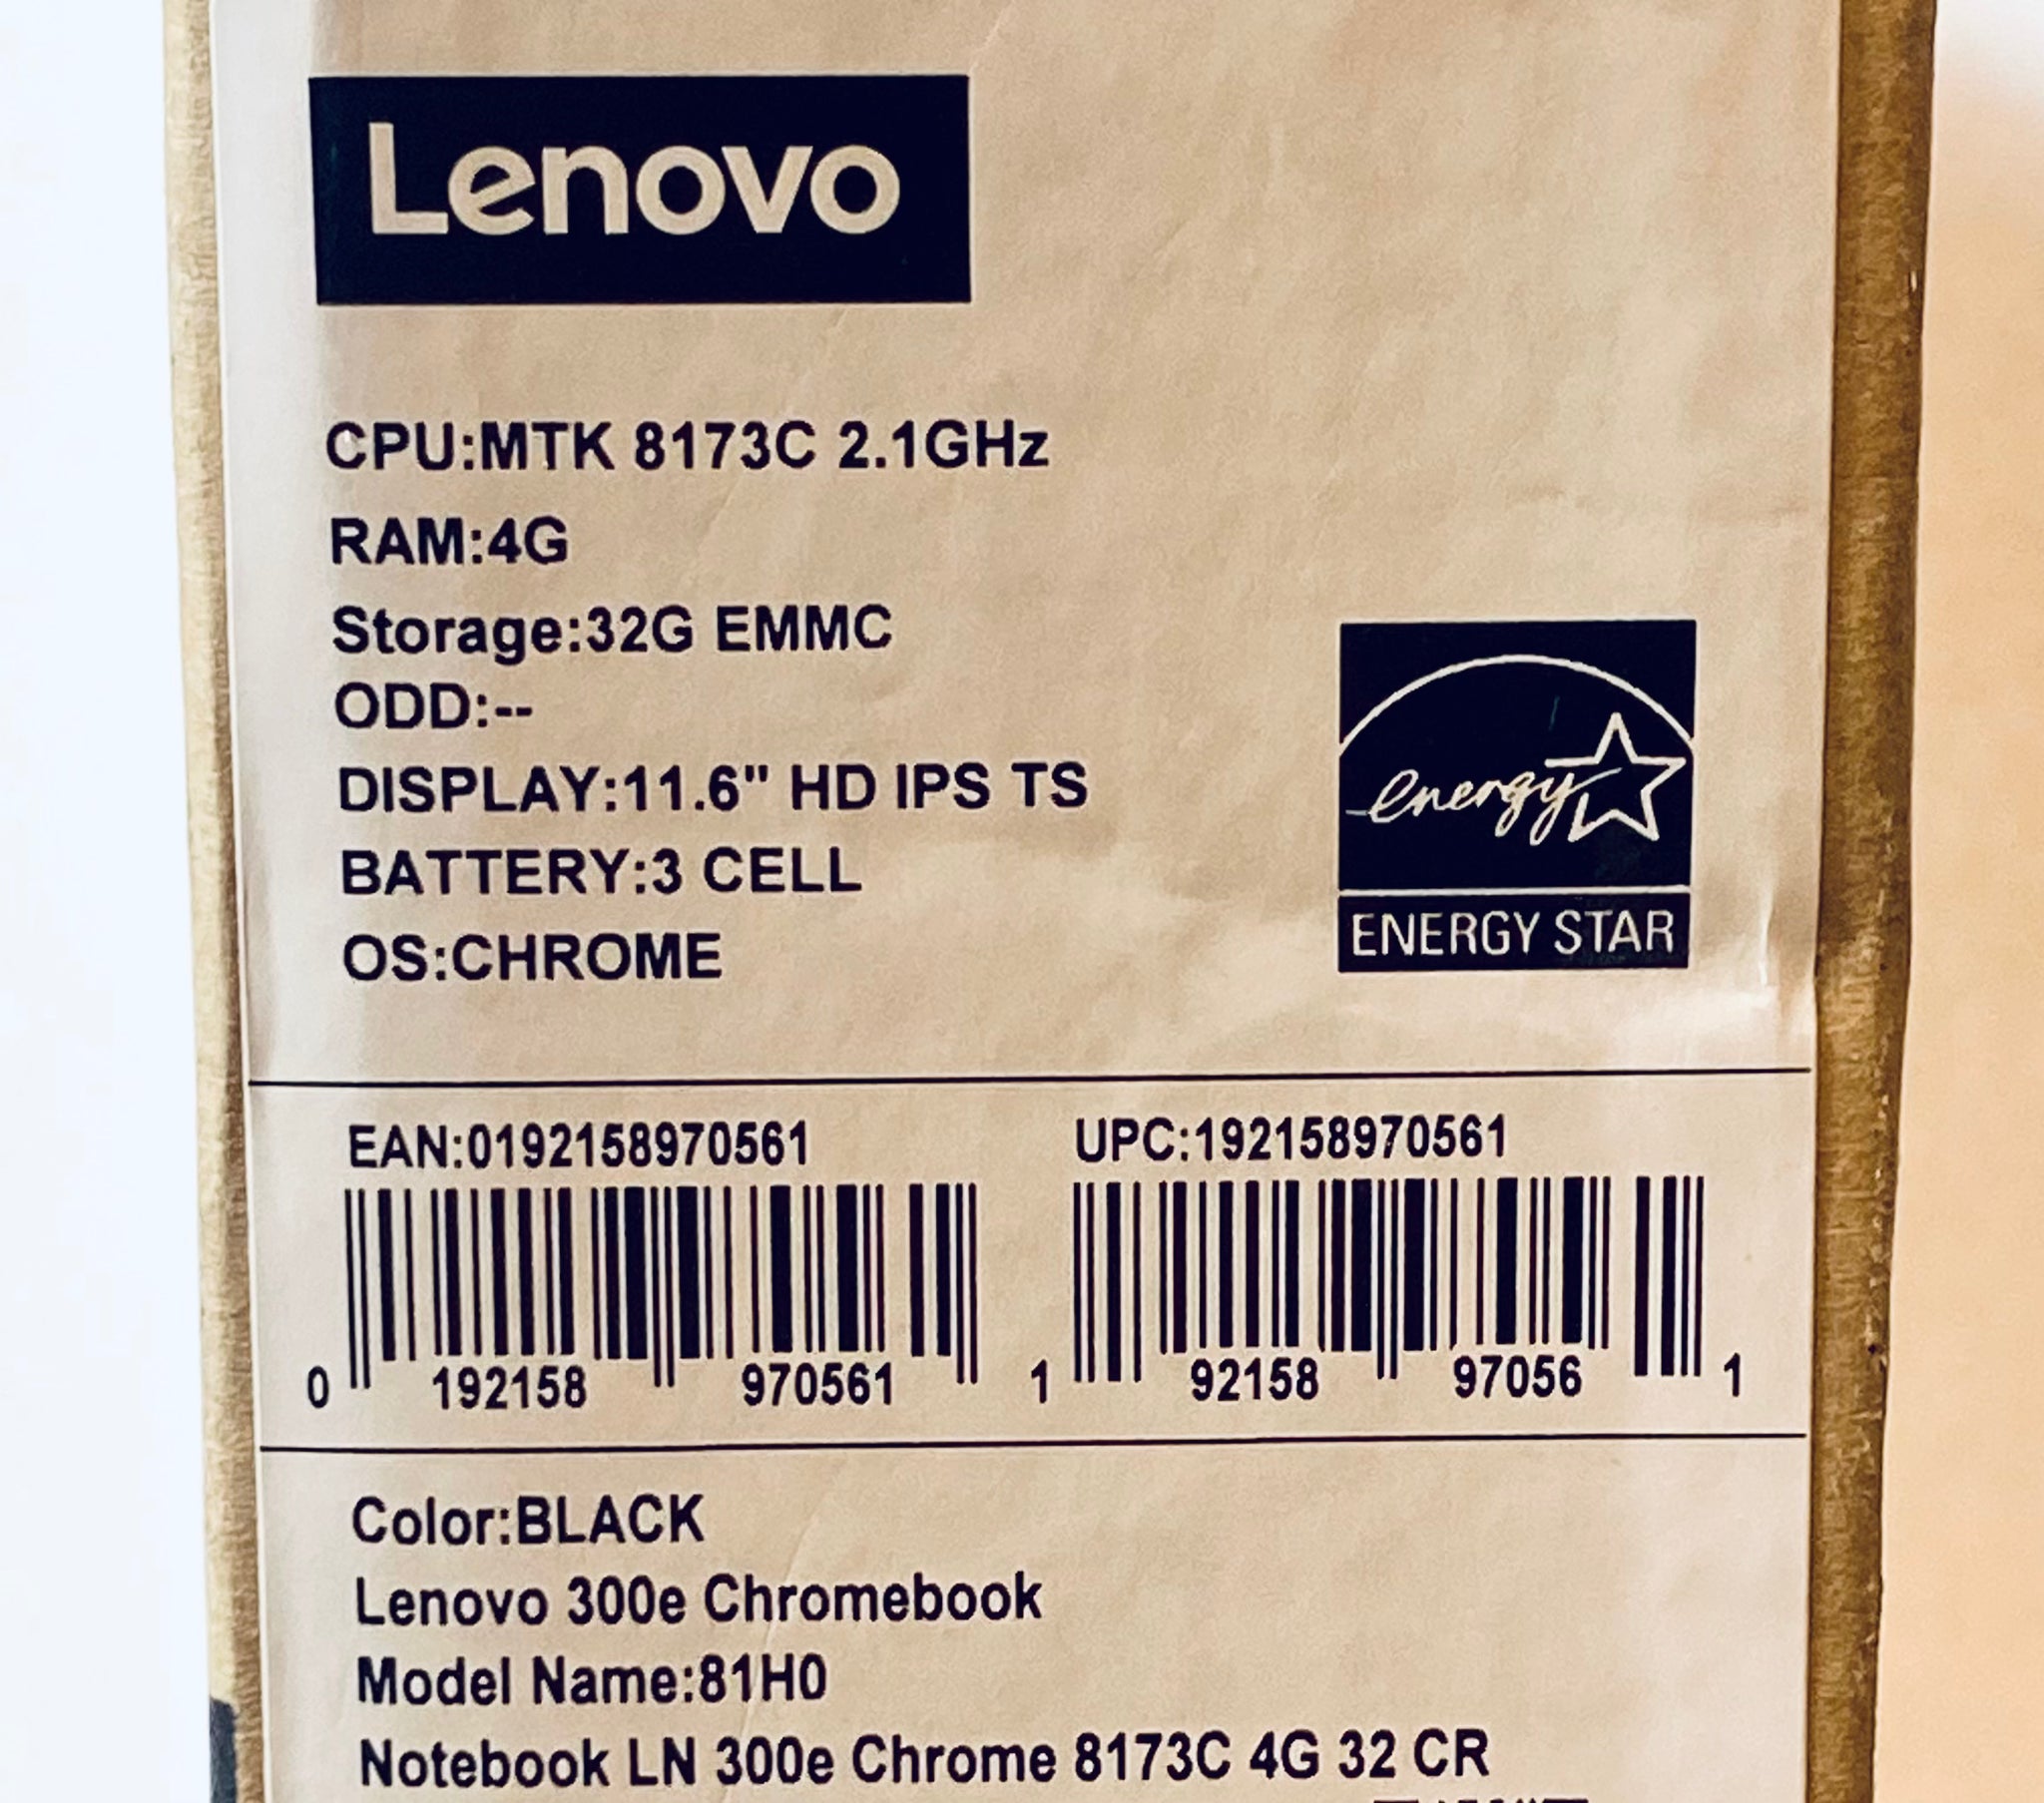 Lenovo
CPU:MTK 8173C 2.1GHz
RAM:4G
Storage:32G EMMC
ODD:--
DISPLAY:11.6" HD IPS TS
BATTERY:3 CELL
OS:CHROME
energy
ENERGY STAR
EAN:0192158970561
UPC:192158970561
0 192158 970561
1 92158 97056 1
Color:BLACK
Lenovo 300e Chromebook
Model Name:81H0
Notebook LN 300e Chrome 8173C 4G 32 CR